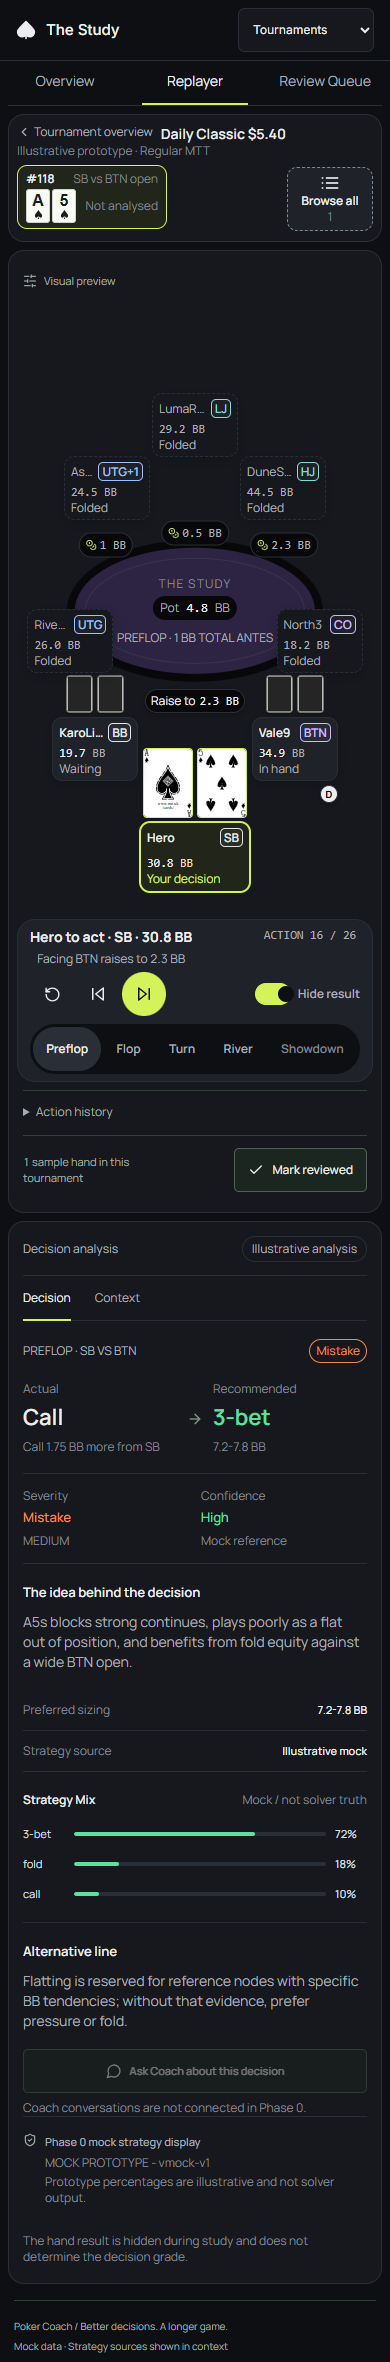 The Study
Tournaments
Overview
Replayer
Review Queue
Tournament overview
Daily Classic $5.40
Illustrative prototype · Regular MTT
#118
SB vs BTN open
A
5
Not analysed
Browse all
1
Visual preview
LumaR... LJ
29.2 BB
Folded
As... UTG+1
24.5 BB
Folded
DuneS... HJ
44.5 BB
Folded
0.5 BB
1 BB
2.3 BB
THE STUDY
Pot 4.8 BB
PREFLOP · 1 BB TOTAL ANTES
Rive... UTG
26.0 BB
Folded
North3 CO
18.2 BB
Folded
Raise to 2.3 BB
KaroLi... BB
19.7 BB
Waiting
Vale9 BTN
34.9 BB
In hand
D
A
5
Hero SB
30.8 BB
Your decision
Hero to act · SB · 30.8 BB
ACTION 16 / 26
Facing BTN raises to 2.3 BB
Hide result
Preflop
Flop
Turn
River
Showdown
Action history
1 sample hand in this
tournament
Mark reviewed
Decision analysis
Illustrative analysis
Decision
Context
PREFLOP · SB VS BTN
Mistake
Actual
Recommended
Call
→
3-bet
Call 1.75 BB more from SB
7.2-7.8 BB
Severity
Confidence
Mistake
High
MEDIUM
Mock reference
The idea behind the decision
A5s blocks strong continues, plays poorly as a flat
out of position, and benefits from fold equity against
a wide BTN open.
Preferred sizing
7.2-7.8 BB
Strategy source
Illustrative mock
Strategy Mix
Mock / not solver truth
3-bet
72%
fold
18%
call
10%
Alternative line
Flatting is reserved for reference nodes with specific
BB tendencies; without that evidence, prefer
pressure or fold.
Ask Coach about this decision
Coach conversations are not connected in Phase 0.
Phase 0 mock strategy display
MOCK PROTOTYPE - vmock-v1
Prototype percentages are illustrative and not solver
output.
The hand result is hidden during study and does not
determine the decision grade.
Poker Coach / Better decisions. A longer game.
Mock data · Strategy sources shown in context